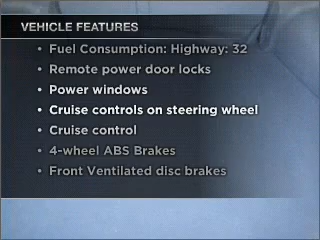 VEHICLE FEATURES
• Fuel Consumption: Highway: 32
• Remote power door locks
• Power windows
• Cruise controls on steering wheel
• Cruise control
• 4-wheel ABS Brakes
• Front Ventilated disc brakes